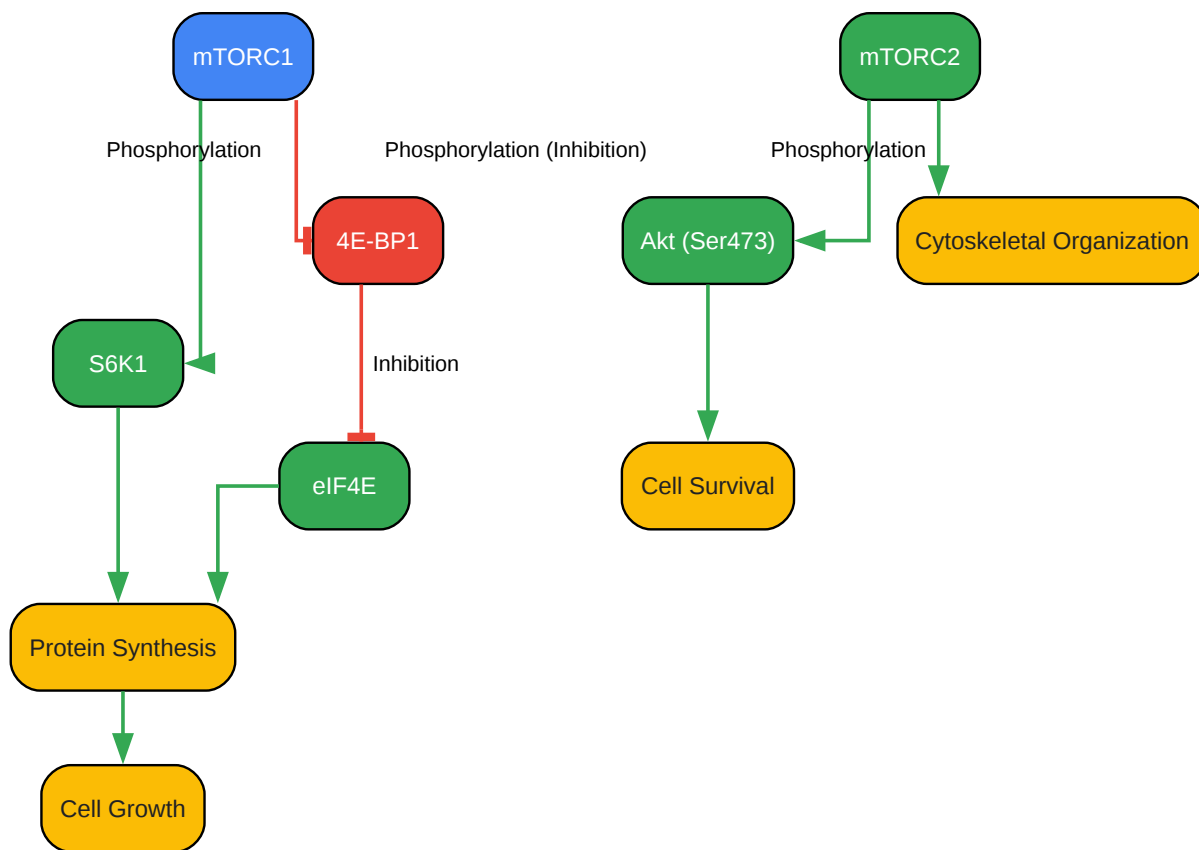 mTORC1
mTORC2
Phosphorylation
Phosphorylation (Inhibition)
Phosphorylation
4E-BP1
Akt (Ser473)
Cytoskeletal Organization
S6K1
Inhibition
eIF4E
Cell Survival
Protein Synthesis
Cell Growth